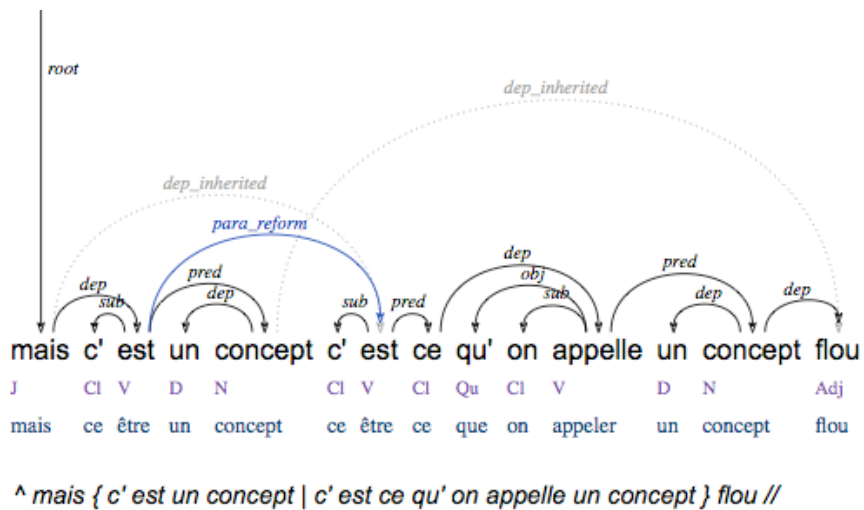 root
dep_inherited
dep_inherited
para_reform
dep sub pred dep sub pred dep obj sub pred dep dep
mais c' est un concept c' est ce qu' on appelle un concept flou
J Cl V D N Cl V Cl Qu Cl V D N Adj
mais ce être un concept ce être ce que on appeler un concept flou
^ mais { c' est un concept | c' est ce qu' on appelle un concept } flou //